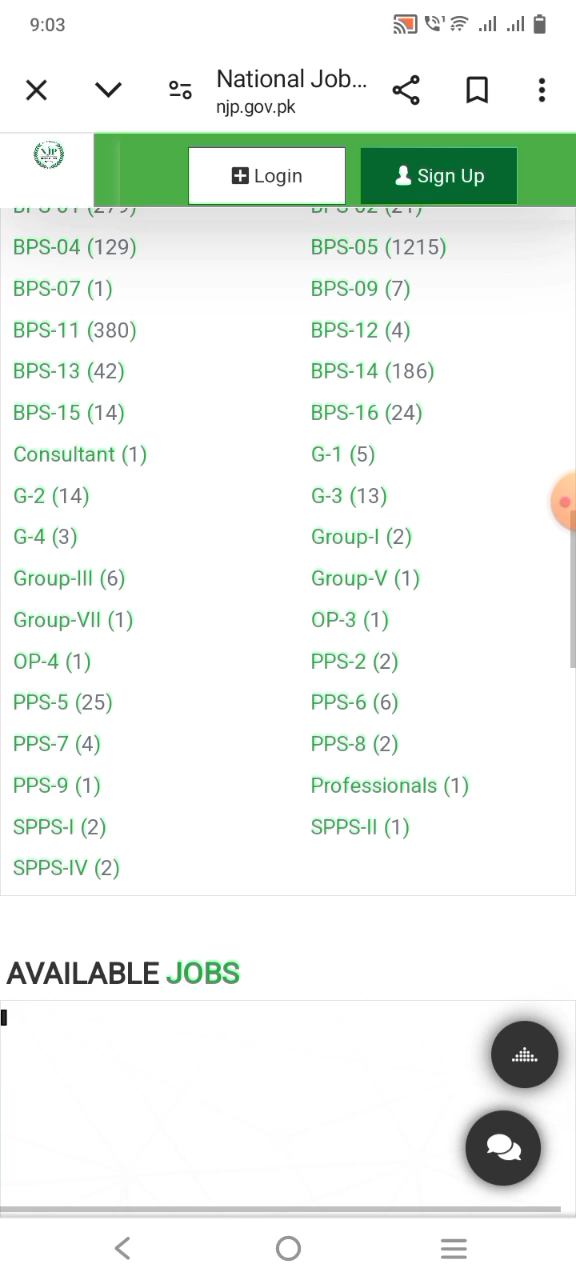 9:03
National Job...
njp.gov.pk
NJP
Login
Sign Up
BPS-04 (129)
BPS-05 (1215)
BPS-07 (1)
BPS-09 (7)
BPS-11 (380)
BPS-12 (4)
BPS-13 (42)
BPS-14 (186)
BPS-15 (14)
BPS-16 (24)
Consultant (1)
G-1 (5)
G-2 (14)
G-3 (13)
G-4 (3)
Group-I (2)
Group-III (6)
Group-V (1)
Group-VII (1)
OP-3 (1)
OP-4 (1)
PPS-2 (2)
PPS-5 (25)
PPS-6 (6)
PPS-7 (4)
PPS-8 (2)
PPS-9 (1)
Professionals (1)
SPPS-I (2)
SPPS-II (1)
SPPS-IV (2)
AVAILABLE JOBS